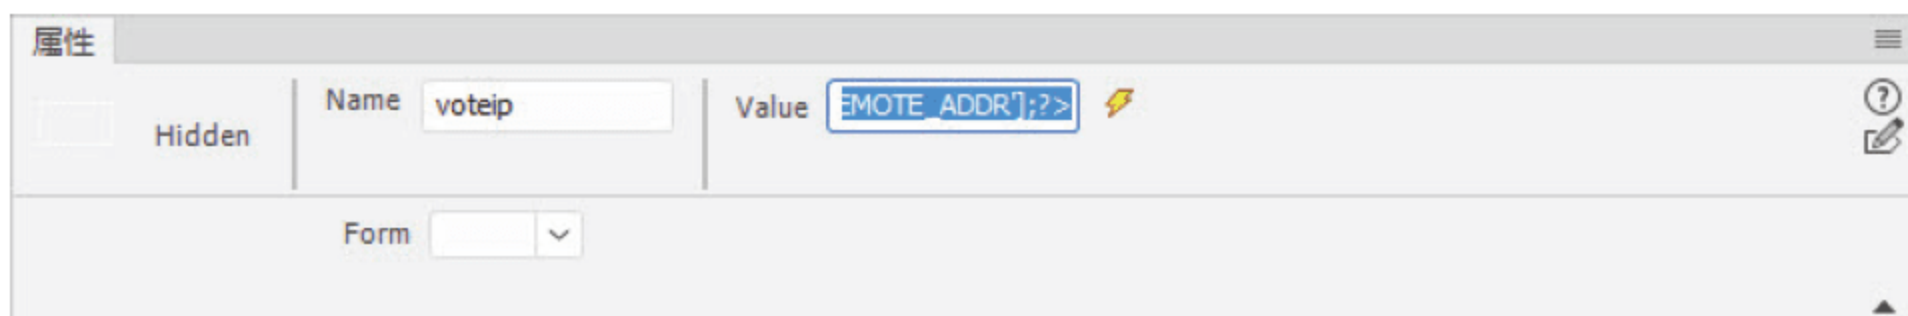 属性
Hidden
Name voteip
Value EMOTE_ADDR'];?>
Form